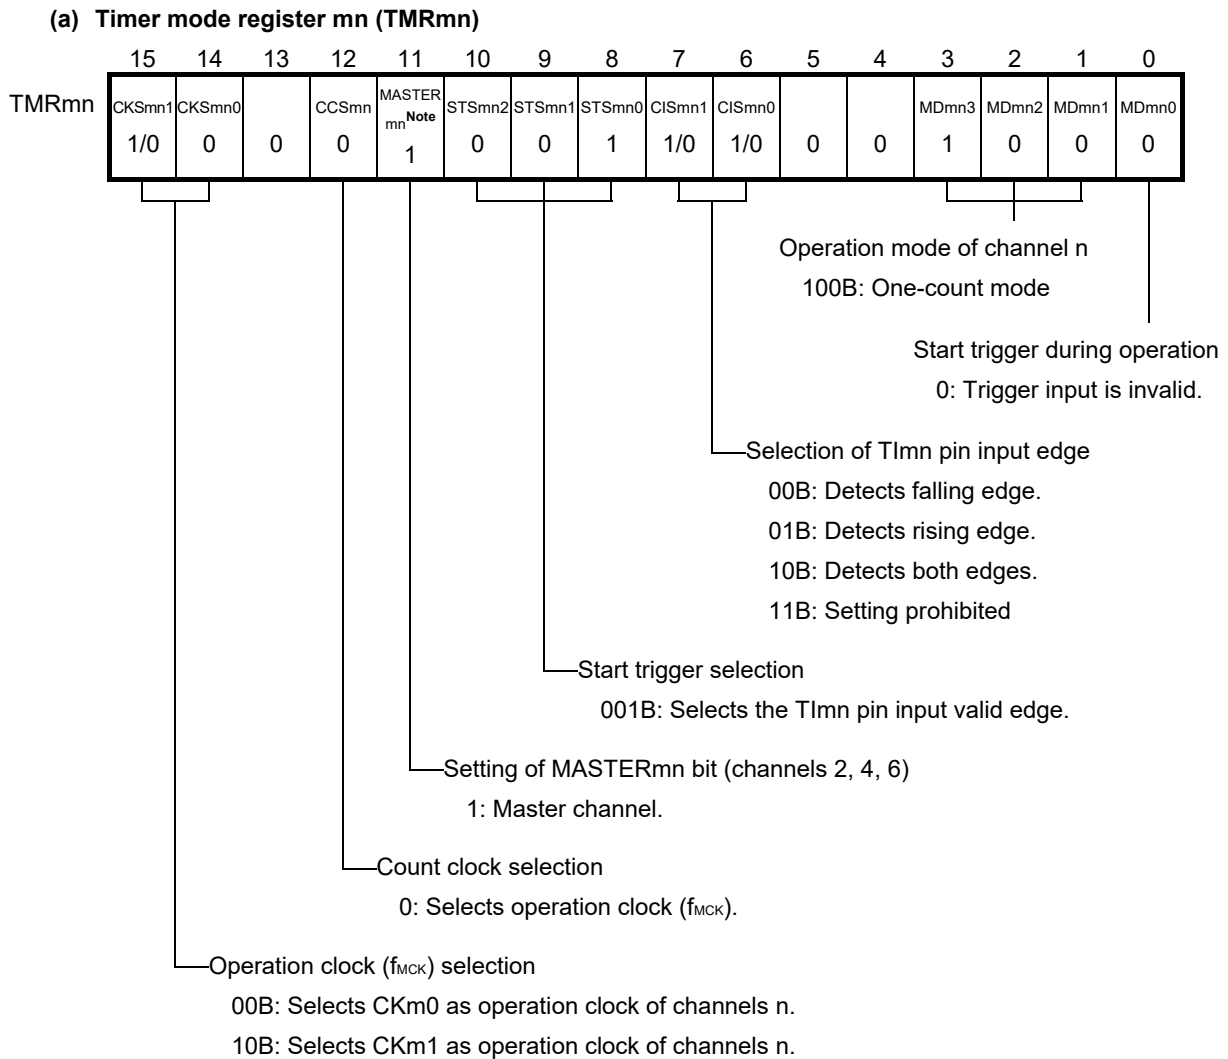 (a) Timer mode register mn (TMRmn)
15 14 13 12 11 10 9 8 7 6 5 4 3 2 1 0
TMRmn CKSmn1 CKSmn0 CCSmn MASTER mnNote STSmn2 STSmn1 STSmn0 CISmn1 CISmn0 MDmn3 MDmn2 MDmn1 MDmn0
1/0 0 0 0 1 0 0 1 1/0 1/0 0 0 1 0 0 0
Operation mode of channel n
100B: One-count mode
Start trigger during operation
0: Trigger input is invalid.
Selection of TImn pin input edge
00B: Detects falling edge.
01B: Detects rising edge.
10B: Detects both edges.
11B: Setting prohibited
Start trigger selection
001B: Selects the TImn pin input valid edge.
Setting of MASTERmn bit (channels 2, 4, 6)
1: Master channel.
Count clock selection
0: Selects operation clock (fMCK).
Operation clock (fMCK) selection
00B: Selects CKm0 as operation clock of channels n.
10B: Selects CKm1 as operation clock of channels n.